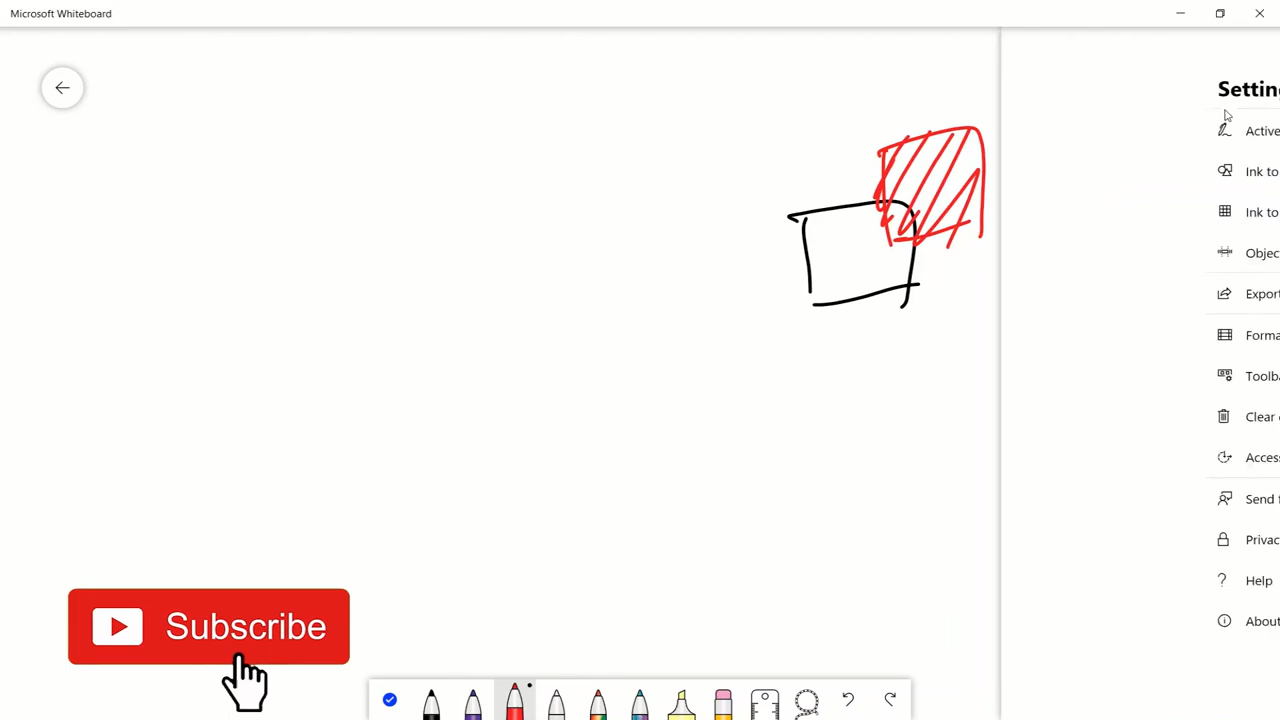 Microsoft Whiteboard
Settin
Active
Ink to
Ink to
Objec
Export
Forma
Toolba
Clear
Acces
Send f
Privac
Help
About
Subscribe